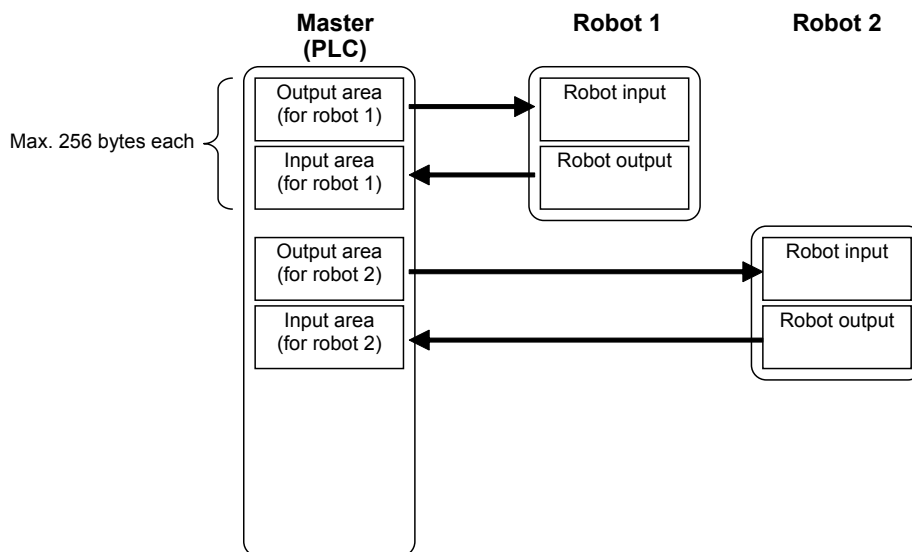 Master
(PLC)
Robot 1
Robot 2
Output area
(for robot 1)
Robot input
Max. 256 bytes each
Input area
(for robot 1)
Robot output
Output area
(for robot 2)
Robot input
Input area
(for robot 2)
Robot output